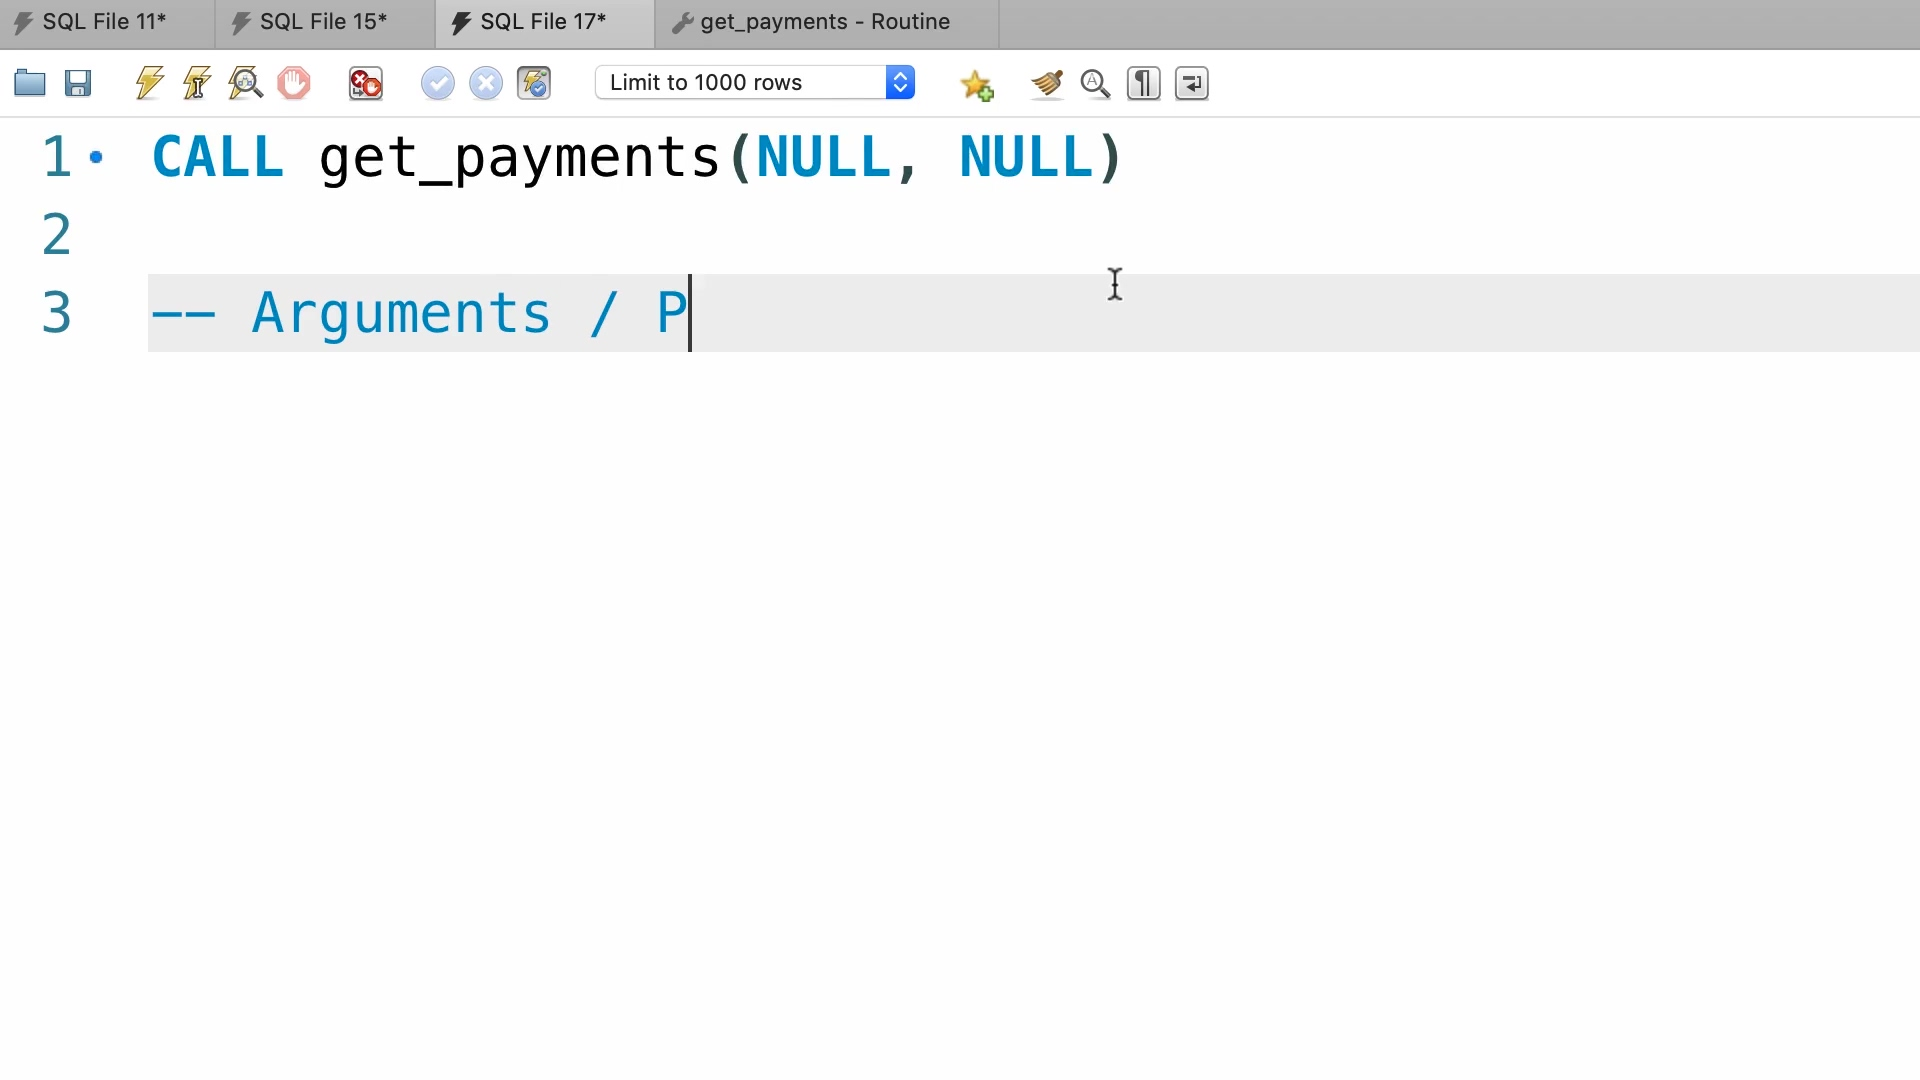 SQL File 11*
SQL File 15*
SQL File 17*
get_payments - Routine
Limit to 1000 rows
1 CALL get_payments(NULL, NULL)
2
3 -- Arguments / P